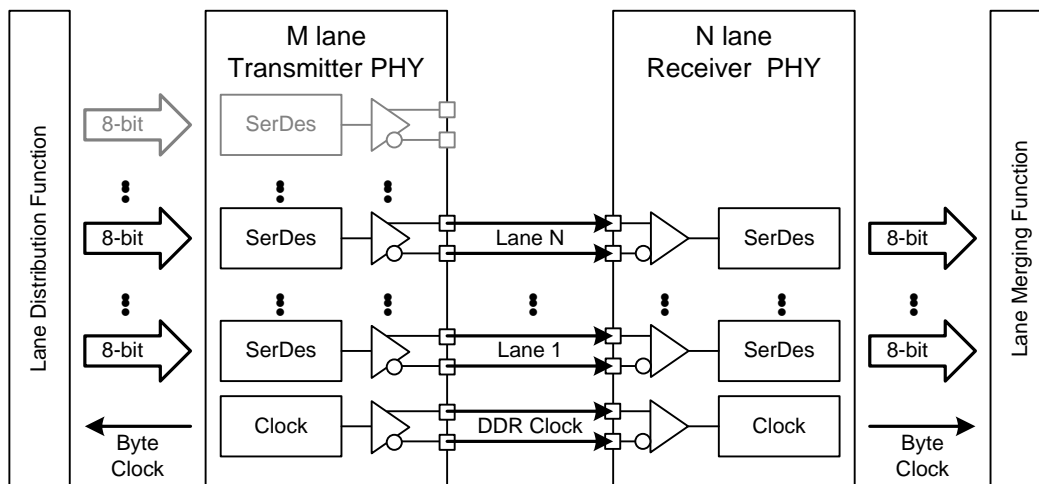 M lane
Transmitter PHY
N lane
Receiver PHY
Lane Distribution Function
8-bit
SerDes
8-bit
SerDes
Lane N
SerDes
8-bit
8-bit
SerDes
Lane 1
SerDes
8-bit
Clock
DDR Clock
Clock
Byte
Clock
Byte
Clock
Lane Merging Function